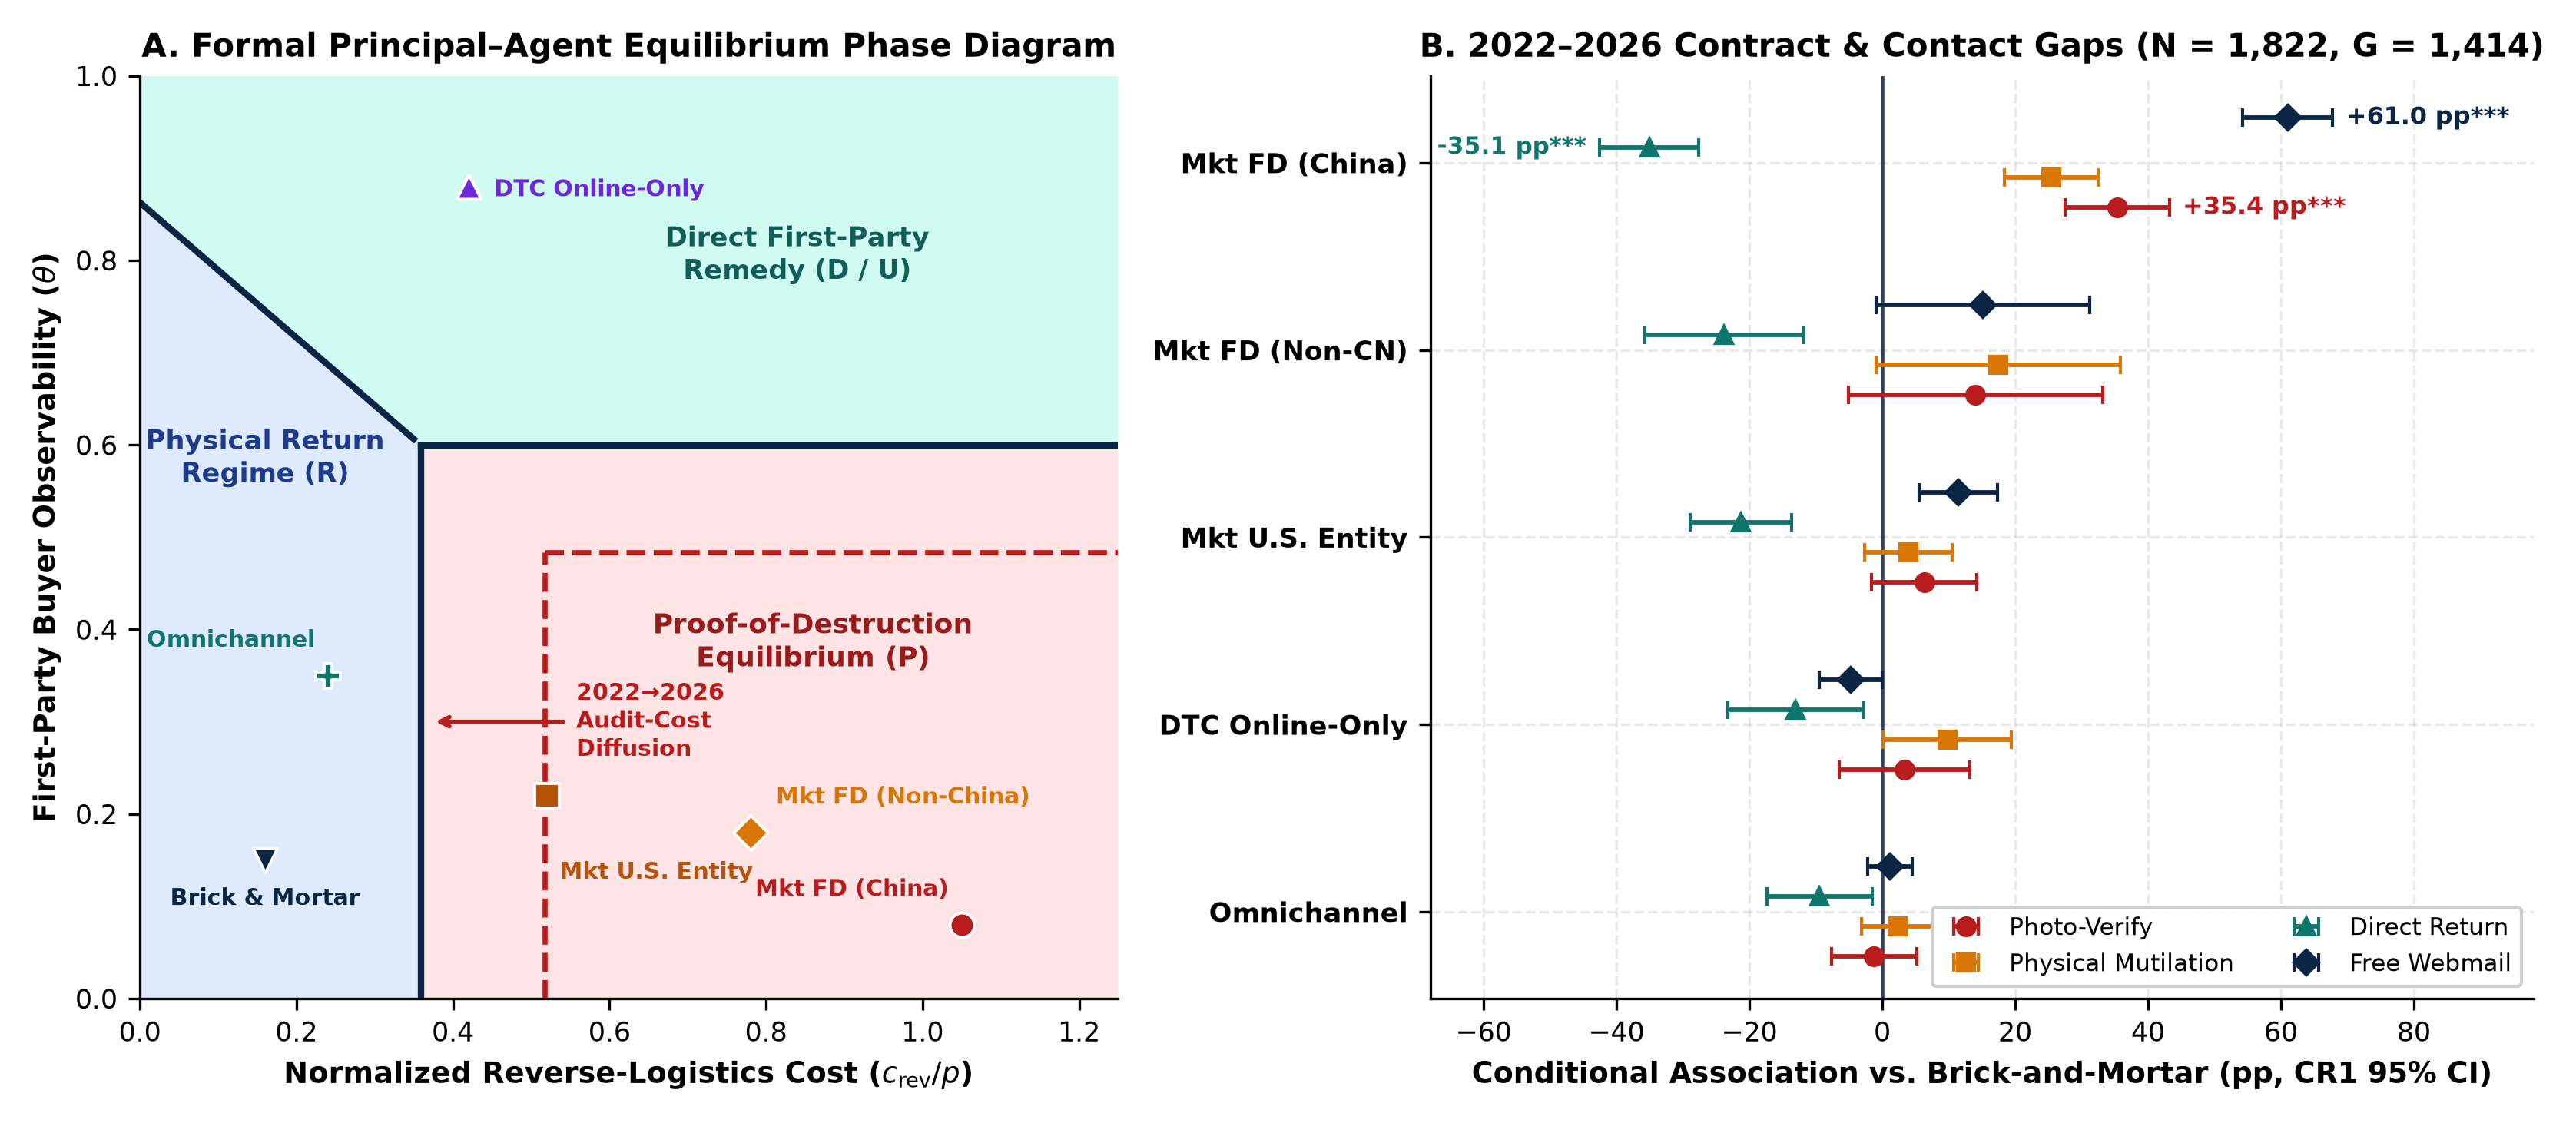 A. Formal Principal–Agent Equilibrium Phase Diagram
First-Party Buyer Observability (θ)
1.0
0.8
0.6
0.4
0.2
0.0
DTC Online-Only
Direct First-Party
Remedy (D / U)
Physical Return
Regime (R)
Proof-of-Destruction
Equilibrium (P)
Omnichannel
2022→2026
Audit-Cost
Diffusion
Mkt FD (Non-China)
Mkt U.S. Entity
Mkt FD (China)
Brick & Mortar
0.0 0.2 0.4 0.6 0.8 1.0 1.2
Normalized Reverse-Logistics Cost (c_rev/p)
B. 2022–2026 Contract & Contact Gaps (N = 1,822, G = 1,414)
Mkt FD (China)
Mkt FD (Non-CN)
Mkt U.S. Entity
DTC Online-Only
Omnichannel
+61.0 pp***
-35.1 pp***
+35.4 pp***
Photo-Verify
Physical Mutilation
Direct Return
Free Webmail
−60 −40 −20 0 20 40 60 80
Conditional Association vs. Brick-and-Mortar (pp, CR1 95% CI)